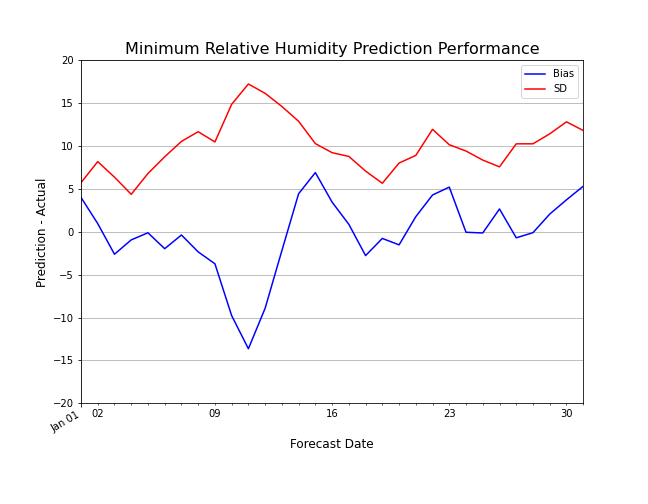 Minimum Relative Humidity Prediction Performance
20
15
10
5
0
−5
−10
−15
−20
Prediction - Actual
Bias
SD
Jan 01
02
09
16
23
30
Forecast Date